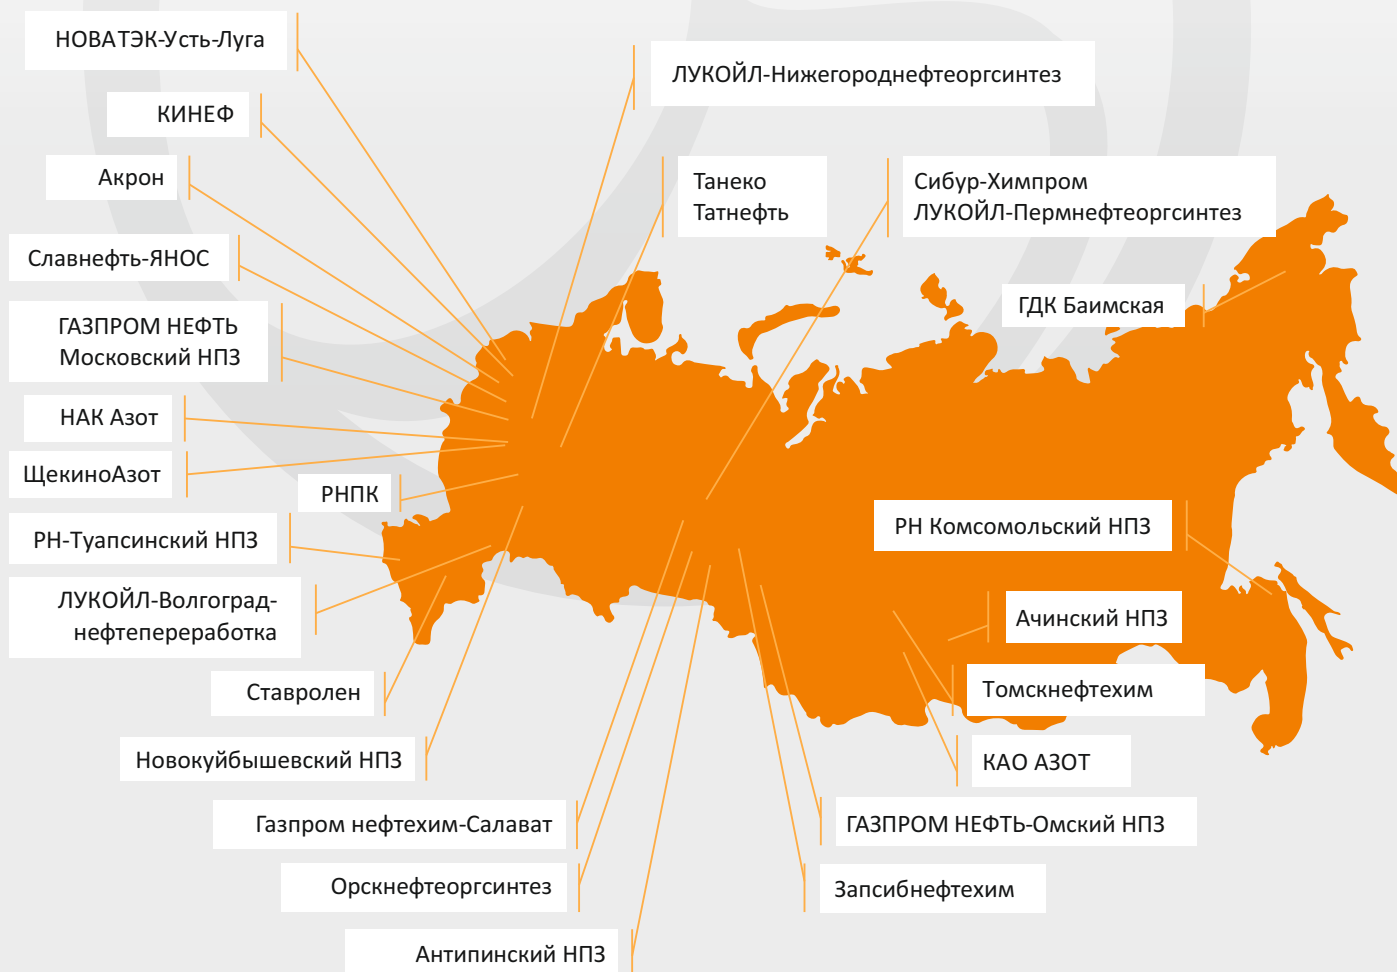 НОВАТЭК-Усть-Луга
ЛУКОЙЛ-Нижегороднефтеоргсинтез
КИНЕФ
Акрон
Танеко
Татнефть
Сибур-Химпром
ЛУКОЙЛ-Пермнефтеоргсинтез
Славнефть-ЯНОС
ГДК Баимская
ГАЗПРОМ НЕФТЬ
Московский НПЗ
НАК Азот
ЩекиноАзот
РНПК
РН-Туапсинский НПЗ
РН Комсомольский НПЗ
ЛУКОЙЛ-Волгоград-
нефтепереработка
Ачинский НПЗ
Ставролен
Томскнефтехим
Новокуйбышевский НПЗ
КАО АЗОТ
Газпром нефтехим-Салават
ГАЗПРОМ НЕФТЬ-Омский НПЗ
Орскнефтеоргсинтез
Запсибнефтехим
Антипинский НПЗ